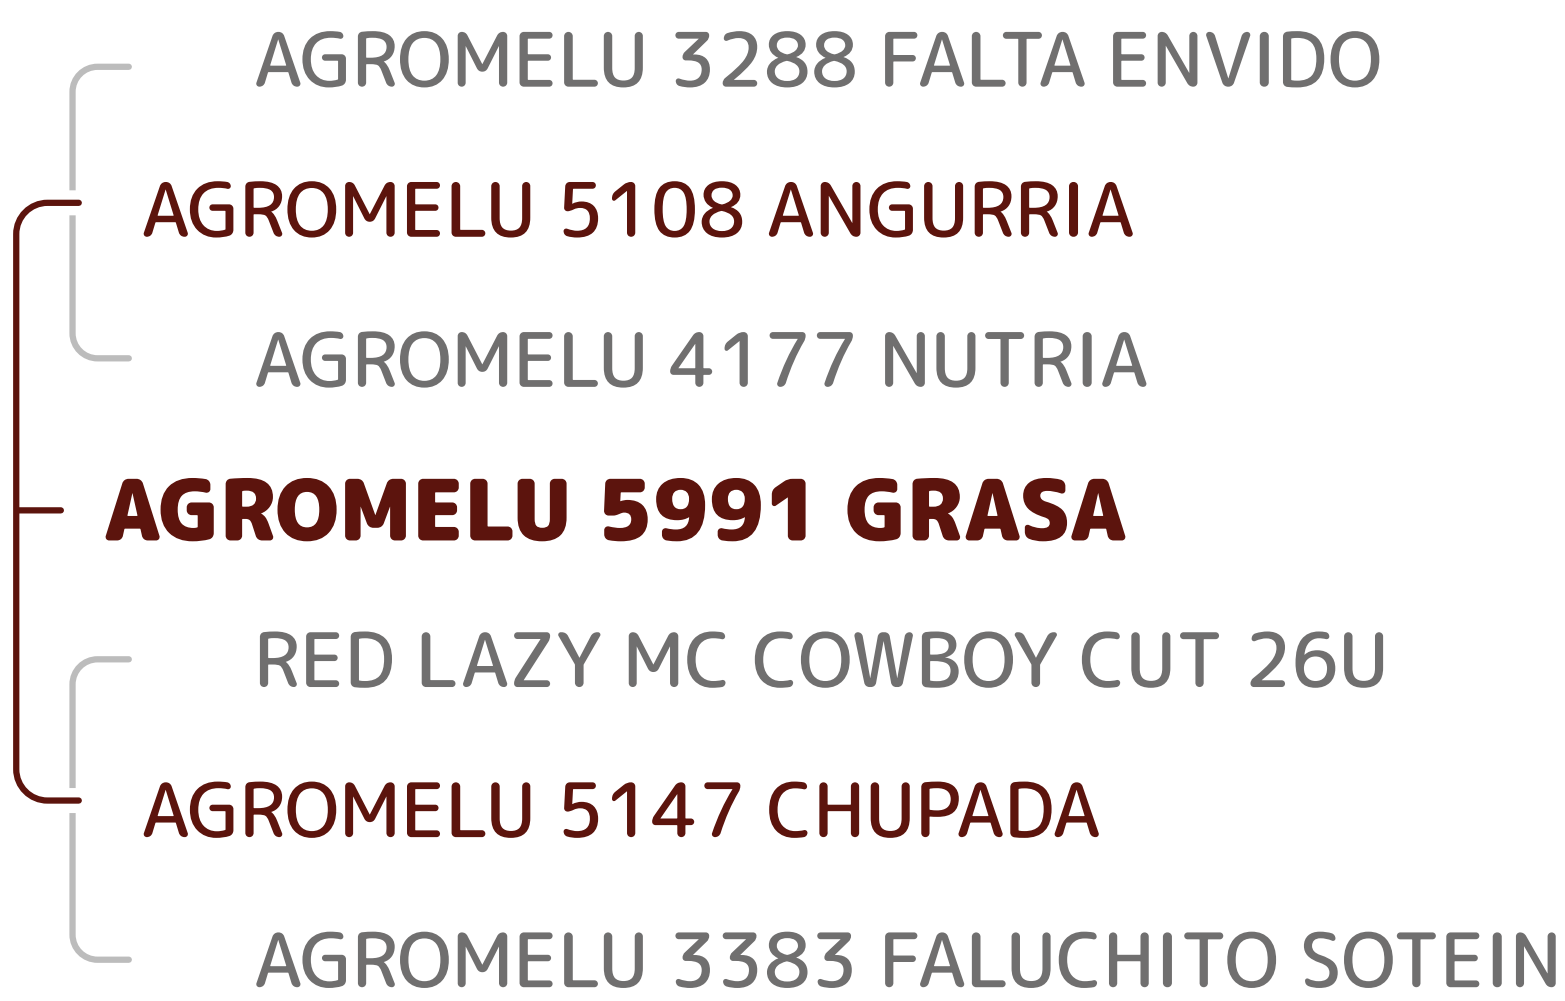 AGROMELU 3288 FALTA ENVIDO
AGROMELU 5108 ANGURRIA
AGROMELU 4177 NUTRIA
AGROMELU 5991 GRASA
RED LAZY MC COWBOY CUT 26U
AGROMELU 5147 CHUPADA
AGROMELU 3383 FALUCHITO SOTEIN